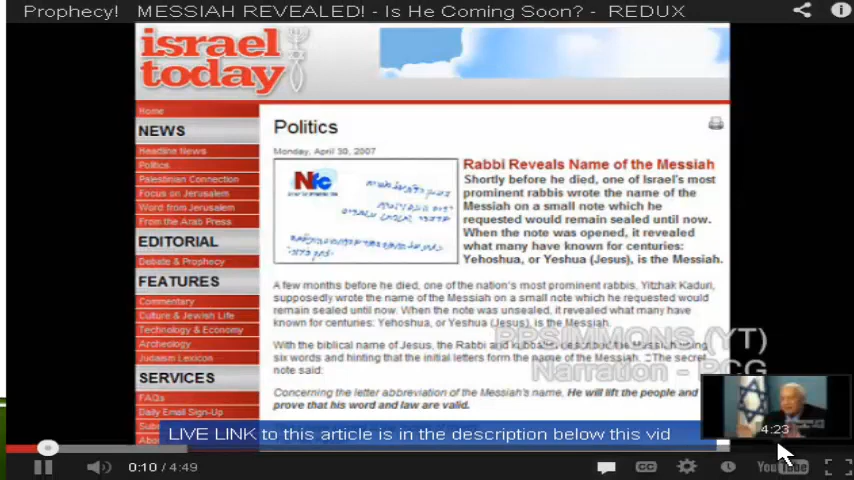 Prophecy! MESSIAH REVEALED! - Is He Coming Soon? - REDUX
israel
today
Home
NEWS
Headline News
Politics
Palestinian Connection
Focus on Jerusalem
Word from Jerusalem
From the Arab Press
EDITORIAL
Debate & Prophecy
FEATURES
Commentary
Culture & Jewish Life
Technology & Economy
Archeology
Judaism Lexicon
SERVICES
FAQs
Daily Email Sign-Up
Politics
Monday, April 30, 2007
Nfc
Rabbi Reveals Name of the Messiah
Shortly before he died, one of Israel's most
prominent rabbis wrote the name of the
Messiah on a small note which he
requested would remain sealed until now.
When the note was opened, it revealed
what many have known for centuries:
Yehoshua, or Yeshua (Jesus), is the Messiah.
A few months before he died, one of the nation's most prominent rabbis, Yitzhak Kaduri,
supposedly wrote the name of the Messiah on a small note which he requested would
remain sealed until now. When the note was unsealed, it revealed what many have
known for centuries: Yehoshua, or Yeshua (Jesus), is the Messiah.
With the biblical name of Jesus, the Rabbi and kabbalist described the Messiah using
six words and hinting that the initial letters form the name of the Messiah. The secret
note said:
Concerning the letter abbreviation of the Messiah's name, He will lift the people and
prove that his word and law are valid.
PPSIMMONS (YT)
Narration - PCG
LIVE LINK to this article is in the description below this vid
4:23
0:10 / 4:49
CC
YouTube